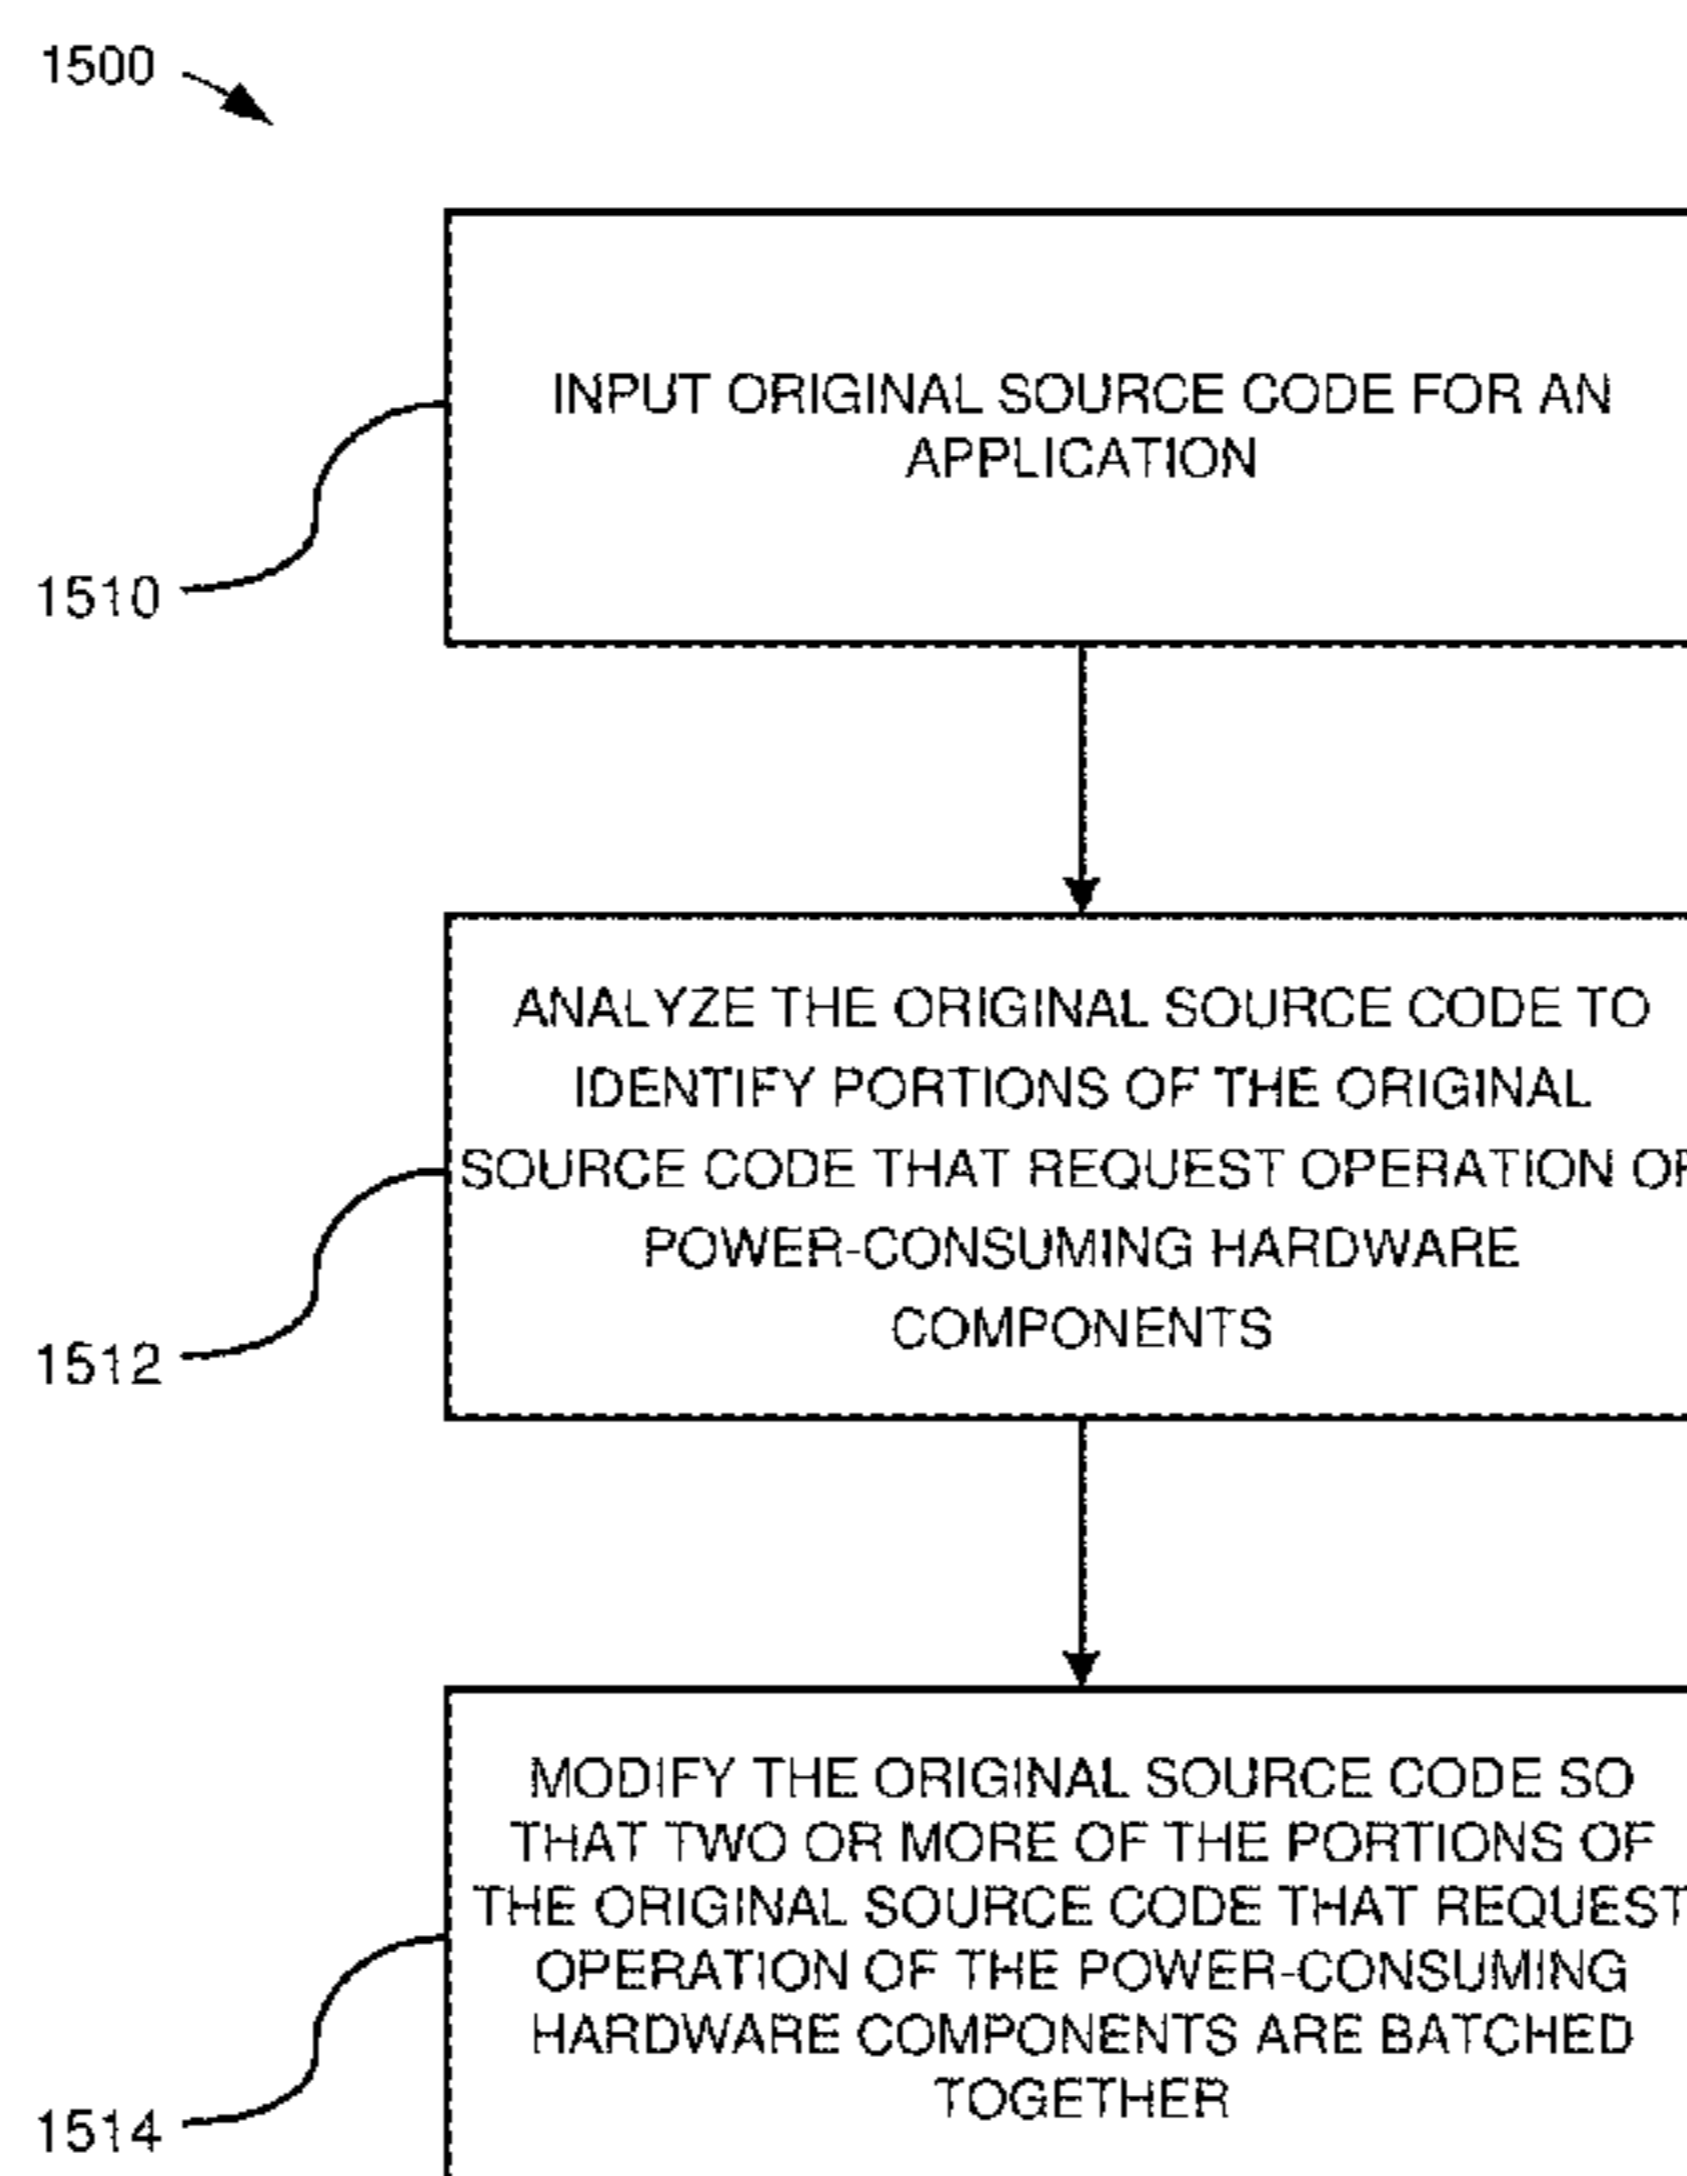 1500
INPUT ORIGINAL SOURCE CODE FOR AN
APPLICATION
1510
ANALYZE THE ORIGINAL SOURCE CODE TO
IDENTIFY PORTIONS OF THE ORIGINAL
SOURCE CODE THAT REQUEST OPERATION OF
POWER-CONSUMING HARDWARE
COMPONENTS
1512
MODIFY THE ORIGINAL SOURCE CODE SO
THAT TWO OR MORE OF THE PORTIONS OF
THE ORIGINAL SOURCE CODE THAT REQUEST
OPERATION OF THE POWER-CONSUMING
HARDWARE COMPONENTS ARE BATCHED
TOGETHER
1514